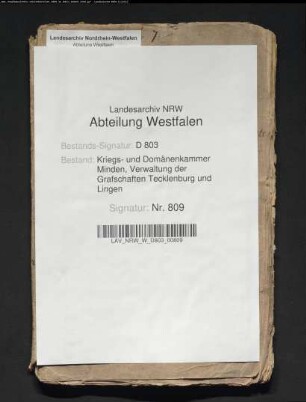 Landesarchiv Nordrhein-Westfalen
Abteilung Westfalen
7
Landesarchiv NRW
Abteilung Westfalen
Bestands-Signatur: D 803
Bestand: Kriegs- und Domänenkammer
Minden, Verwaltung der
Grafschaften Tecklenburg und
Lingen
Signatur: Nr. 809
LAV_NRW_W_D803_00809